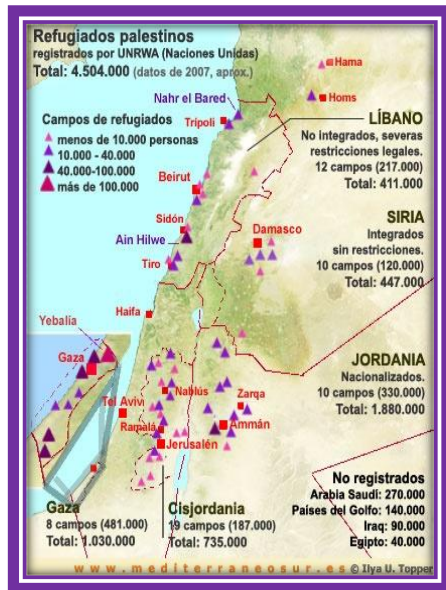 Refugiados palestinos
registrados por UNRWA (Naciones Unidas)
Total: 4.504.000 (datos de 2007, aprox.)
Hama
Homs
Nahr el Bared
Trípoli
Campos de refugiados
menos de 10.000 personas
10.000 - 40.000
40.000-100.000
más de 100.000
LÍBANO
No integrados, severas
restricciones legales.
12 campos (217.000)
Total: 411.000
Beirut
Sidón
Ain Hilwe
Tiro
Damasco
SIRIA
Integrados
sin restricciones.
10 campos (120.000)
Total: 447.000
Haifa
Yebalía
Gaza
Tel Avivi
Nablús
Ramalá
Jerusalén
Zarqa
Ammán
JORDANIA
Nacionalizados.
10 campos (330.000)
Total: 1.880.000
No registrados
Arabia Saudí: 270.000
Países del Golfo: 140.000
Iraq: 90.000
Egipto: 40.000
Gaza
8 campos (481.000)
Total: 1.030.000
Cisjordania
19 campos (187.000)
Total: 735.000
www.mediterraneosur.es © Ilya U. Topper